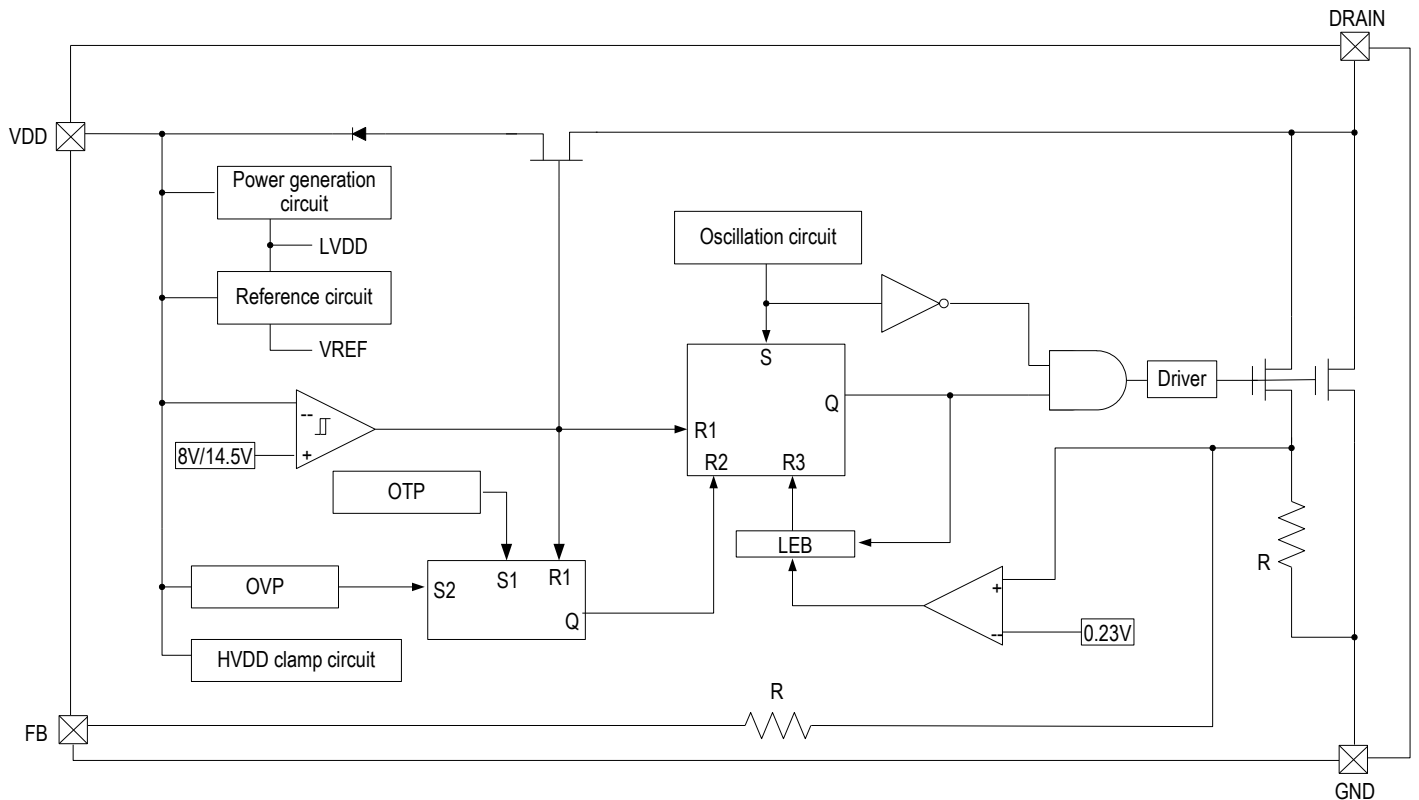 DRAIN
VDD
Power generation
circuit
LVDD
Reference circuit
VREF
Oscillation circuit
S
Q
R1
R2
R3
Driver
--
+
8V/14.5V
OTP
LEB
OVP
S2
S1
R1
Q
+
--
0.23V
R
HVDD clamp circuit
R
FB
GND